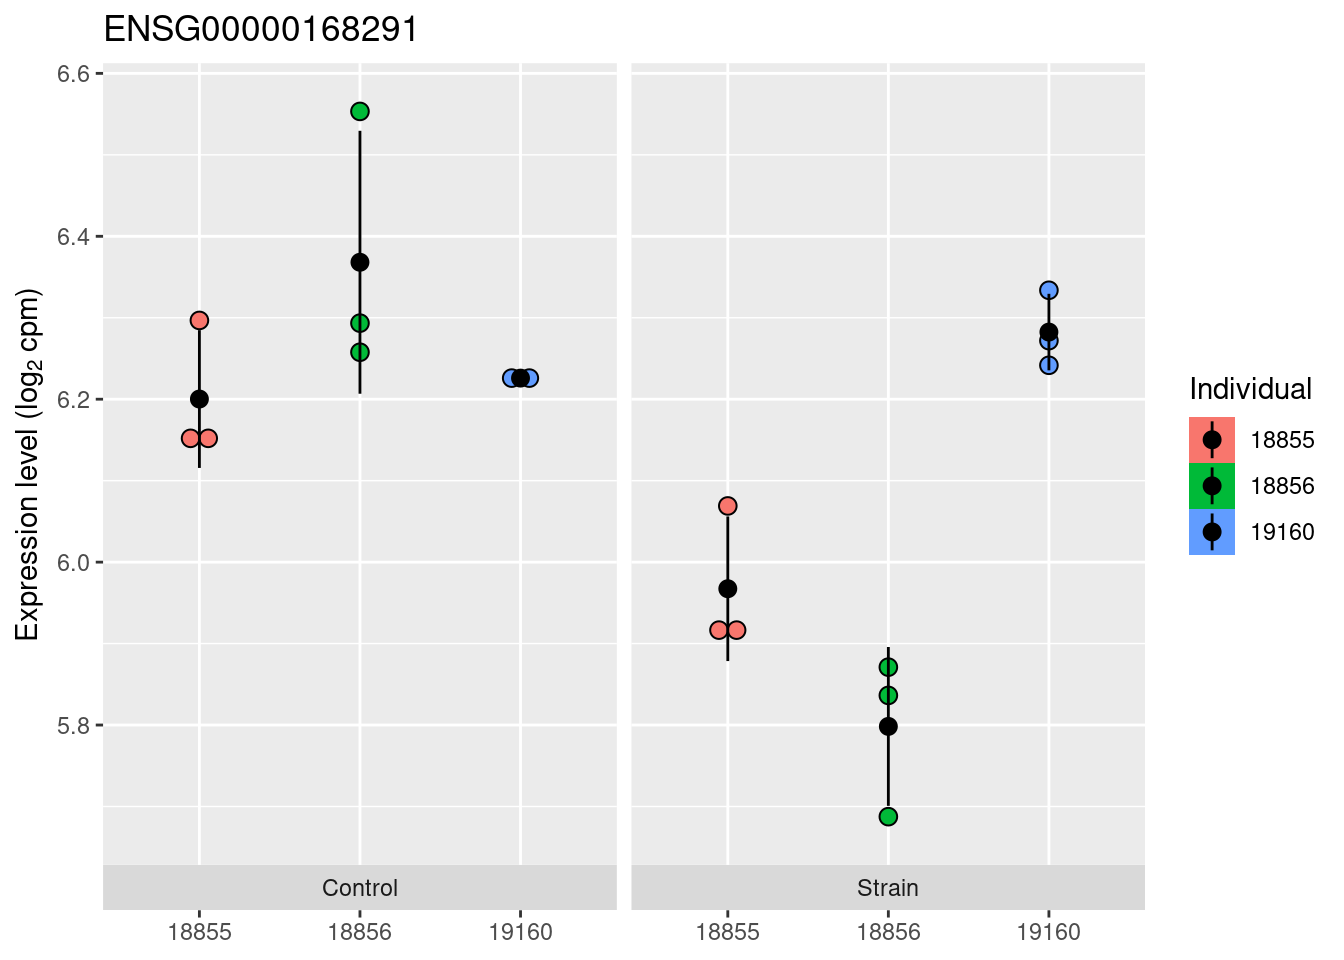 ENSG00000168291
Expression level (log₂ cpm)
6.6
6.4
6.2
6.0
5.8
Control
Strain
18855
18856
19160
18855
18856
19160
Individual
18855
18856
19160